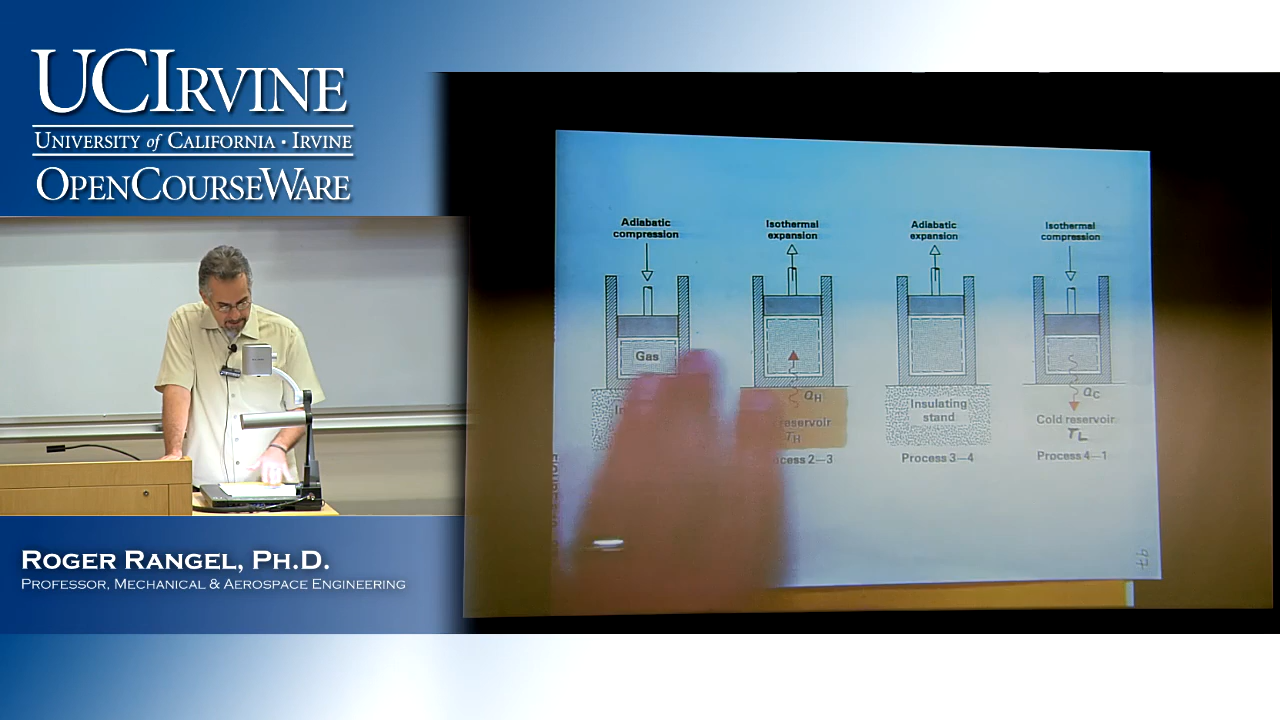 UCIRVINE
UNIVERSITY of CALIFORNIA • IRVINE
OPENCOURSEWARE
ROGER RANGEL, PH.D.
PROFESSOR, MECHANICAL & AEROSPACE ENGINEERING
Adiabatic
compression
Gas
Isothermal
expansion
QH
reservoir
TH
Process 2—3
Adiabatic
expansion
Insulating
stand
Process 3—4
Isothermal
compression
QC
Cold reservoir
TL
Process 4—1